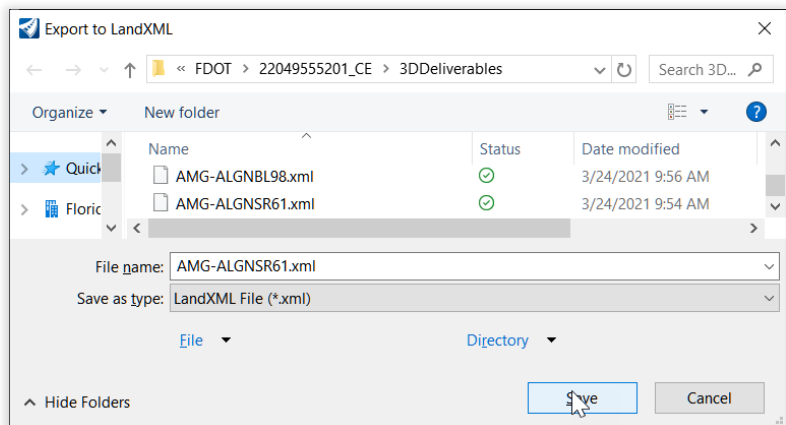 Export to LandXML
« FDOT > 22049555201_CE > 3DDeliverables
Search 3D...
Organize
New folder
?
Name
Status
Date modified
Quick
AMG-ALGNBL98.xml
3/24/2021 9:56 AM
Floric
AMG-ALGNSR61.xml
3/24/2021 9:54 AM
File name: AMG-ALGNSR61.xml
Save as type: LandXML File (*.xml)
File
Directory
Hide Folders
Save
Cancel